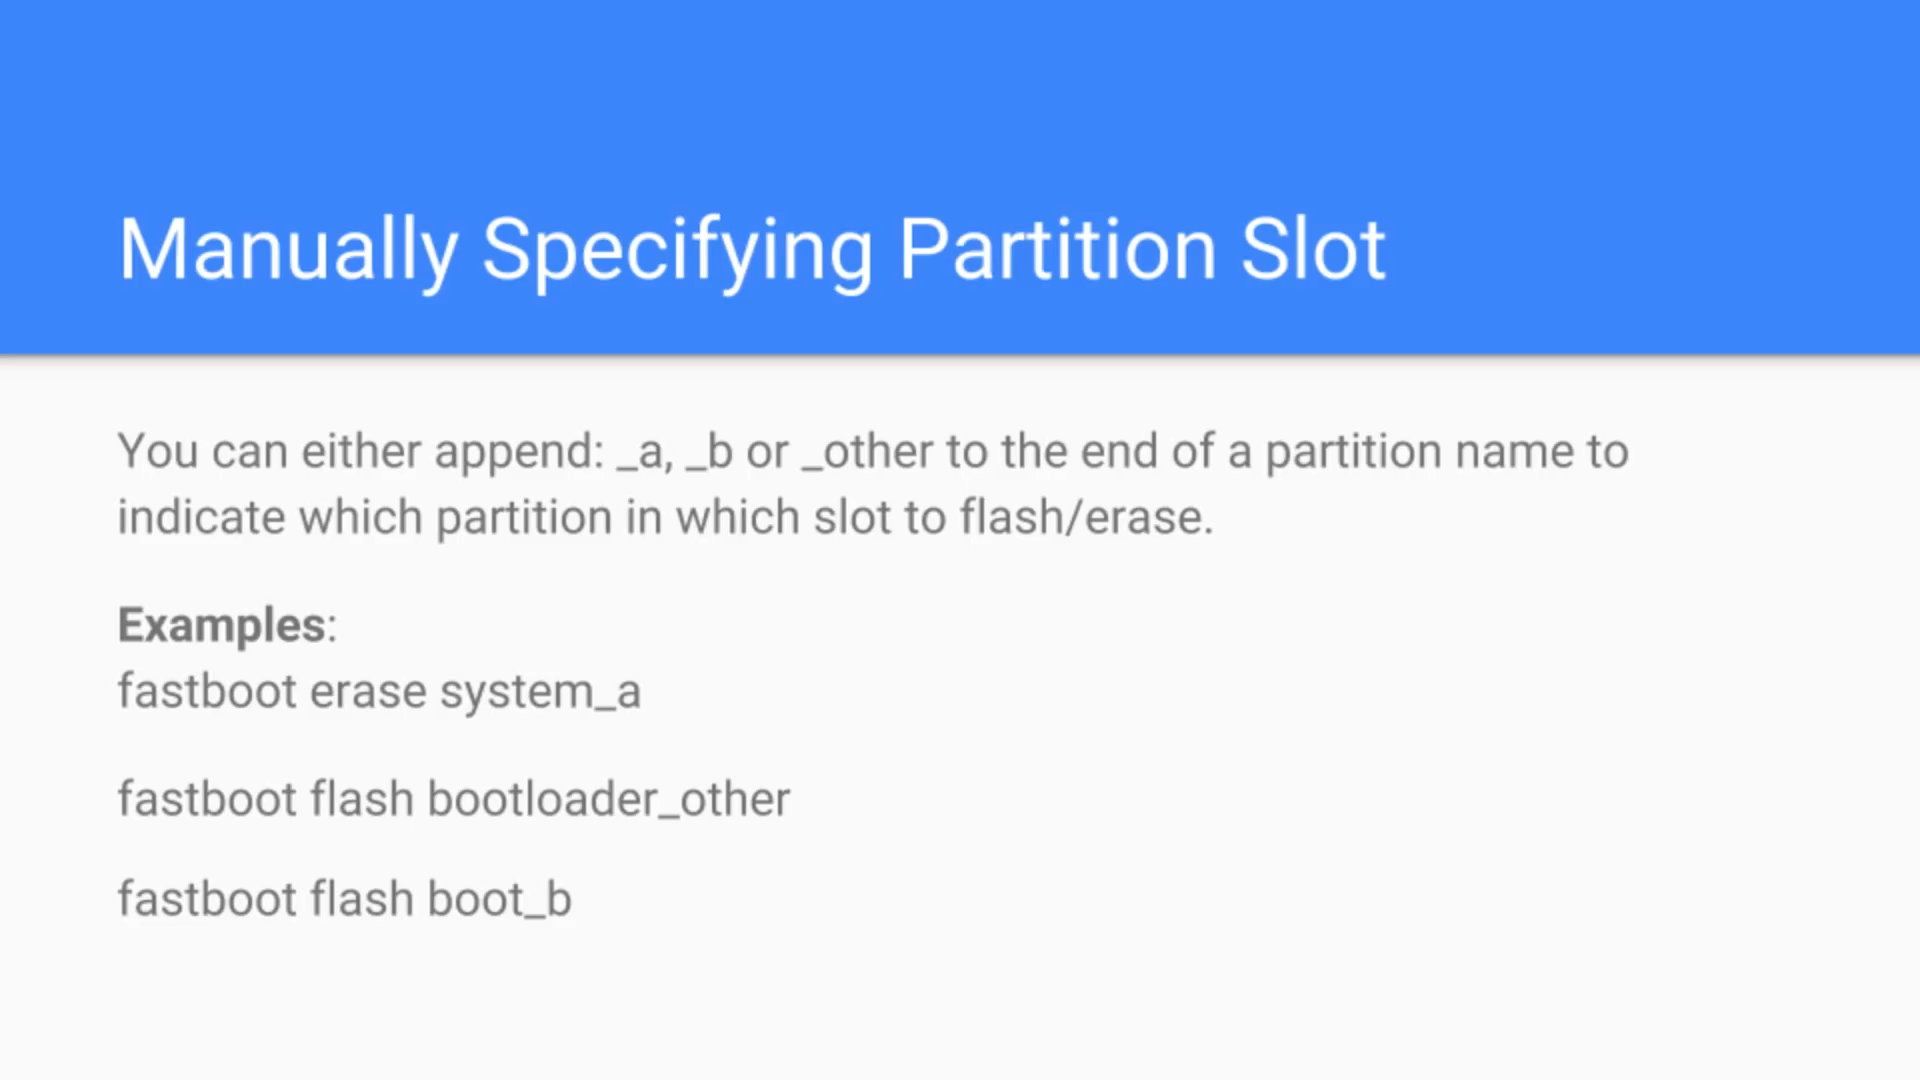 Manually Specifying Partition Slot
You can either append: _a, _b or _other to the end of a partition name to
indicate which partition in which slot to flash/erase.
Examples:
fastboot erase system_a
fastboot flash bootloader_other
fastboot flash boot_b